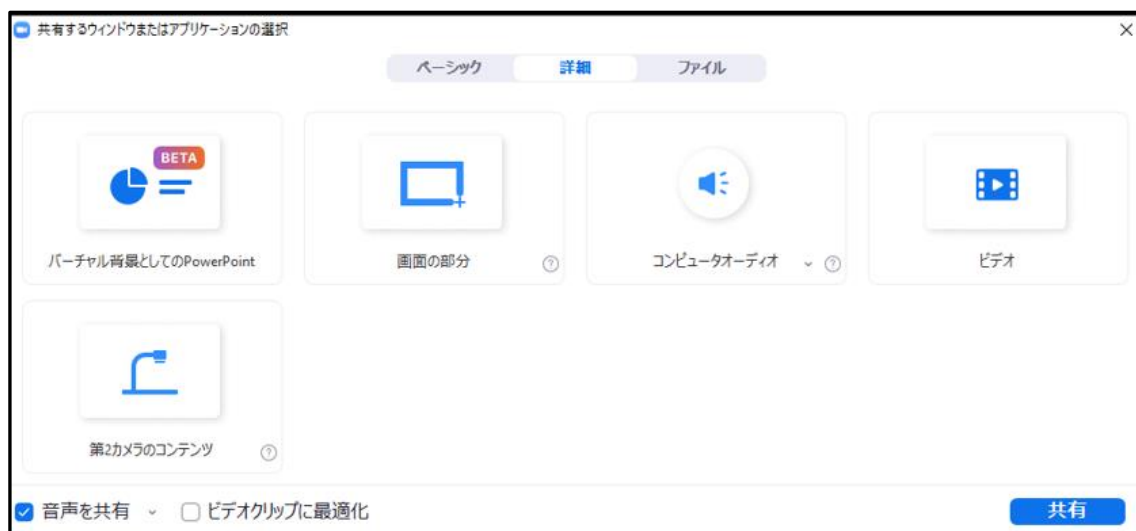 共有するウィンドウまたはアプリケーションの選択
ベーシック
詳細
ファイル
BETA
バーチャル背景としてのPowerPoint
画面の部分
コンピュータオーディオ
ビデオ
第2カメラのコンテンツ
音声を共有
ビデオクリップに最適化
共有